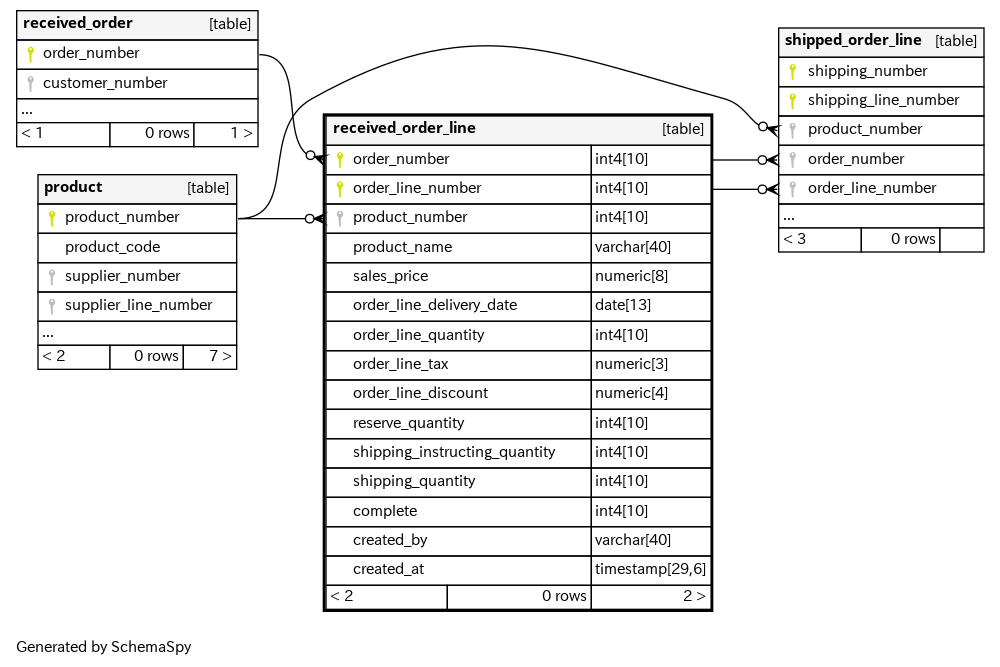 received_order [table]
order_number
customer_number
...
< 1 0 rows 1 >
product [table]
product_number
product_code
supplier_number
supplier_line_number
...
< 2 0 rows 7 >
received_order_line [table]
order_number int4[10]
order_line_number int4[10]
product_number int4[10]
product_name varchar[40]
sales_price numeric[8]
order_line_delivery_date date[13]
order_line_quantity int4[10]
order_line_tax numeric[3]
order_line_discount numeric[4]
reserve_quantity int4[10]
shipping_instructing_quantity int4[10]
shipping_quantity int4[10]
complete int4[10]
created_by varchar[40]
created_at timestamp[29,6]
< 2 0 rows 2 >
shipped_order_line [table]
shipping_number
shipping_line_number
product_number
order_number
order_line_number
...
< 3 0 rows
Generated by SchemaSpy